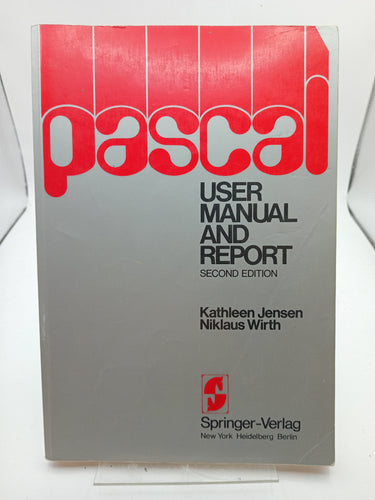 pascal
USER
MANUAL
AND
REPORT
SECOND EDITION
Kathleen Jensen
Niklaus Wirth
S
Springer-Verlag
New York Heidelberg Berlin